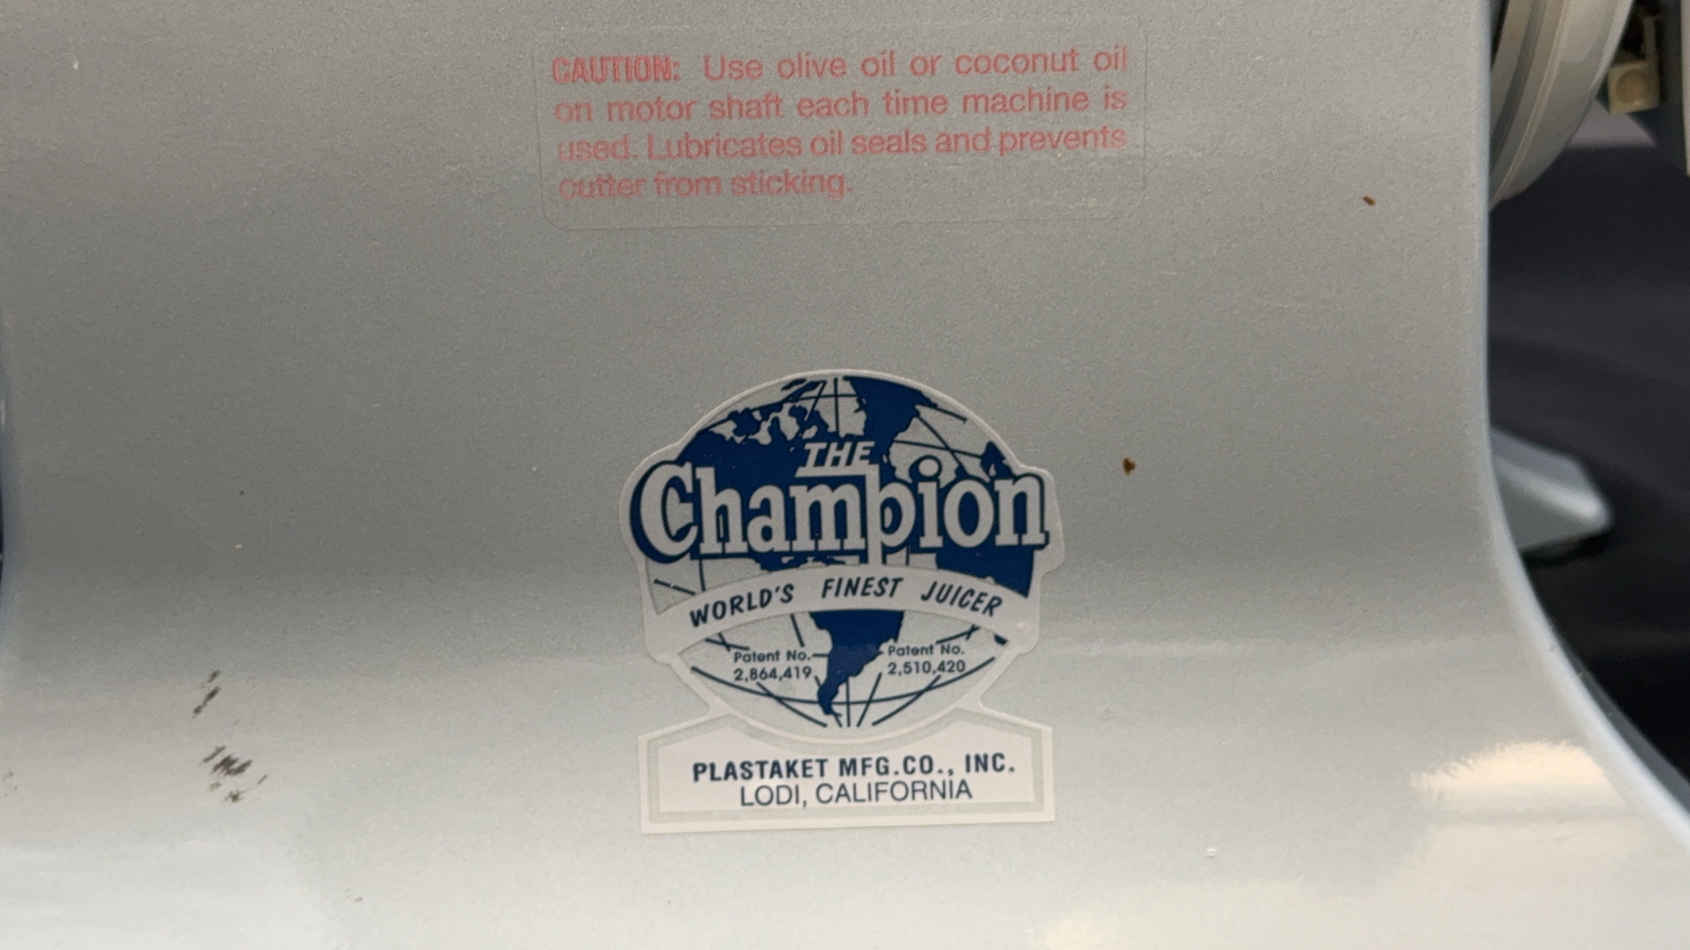 CAUTION: Use olive oil or coconut oil
on motor shaft each time machine is
used. Lubricates oil seals and prevents
cutter from sticking.
THE
Champion
WORLD'S FINEST JUICER
Patent No. Patent No.
2,864,419 2,510,420
PLASTAKET MFG.CO., INC.
LODI, CALIFORNIA